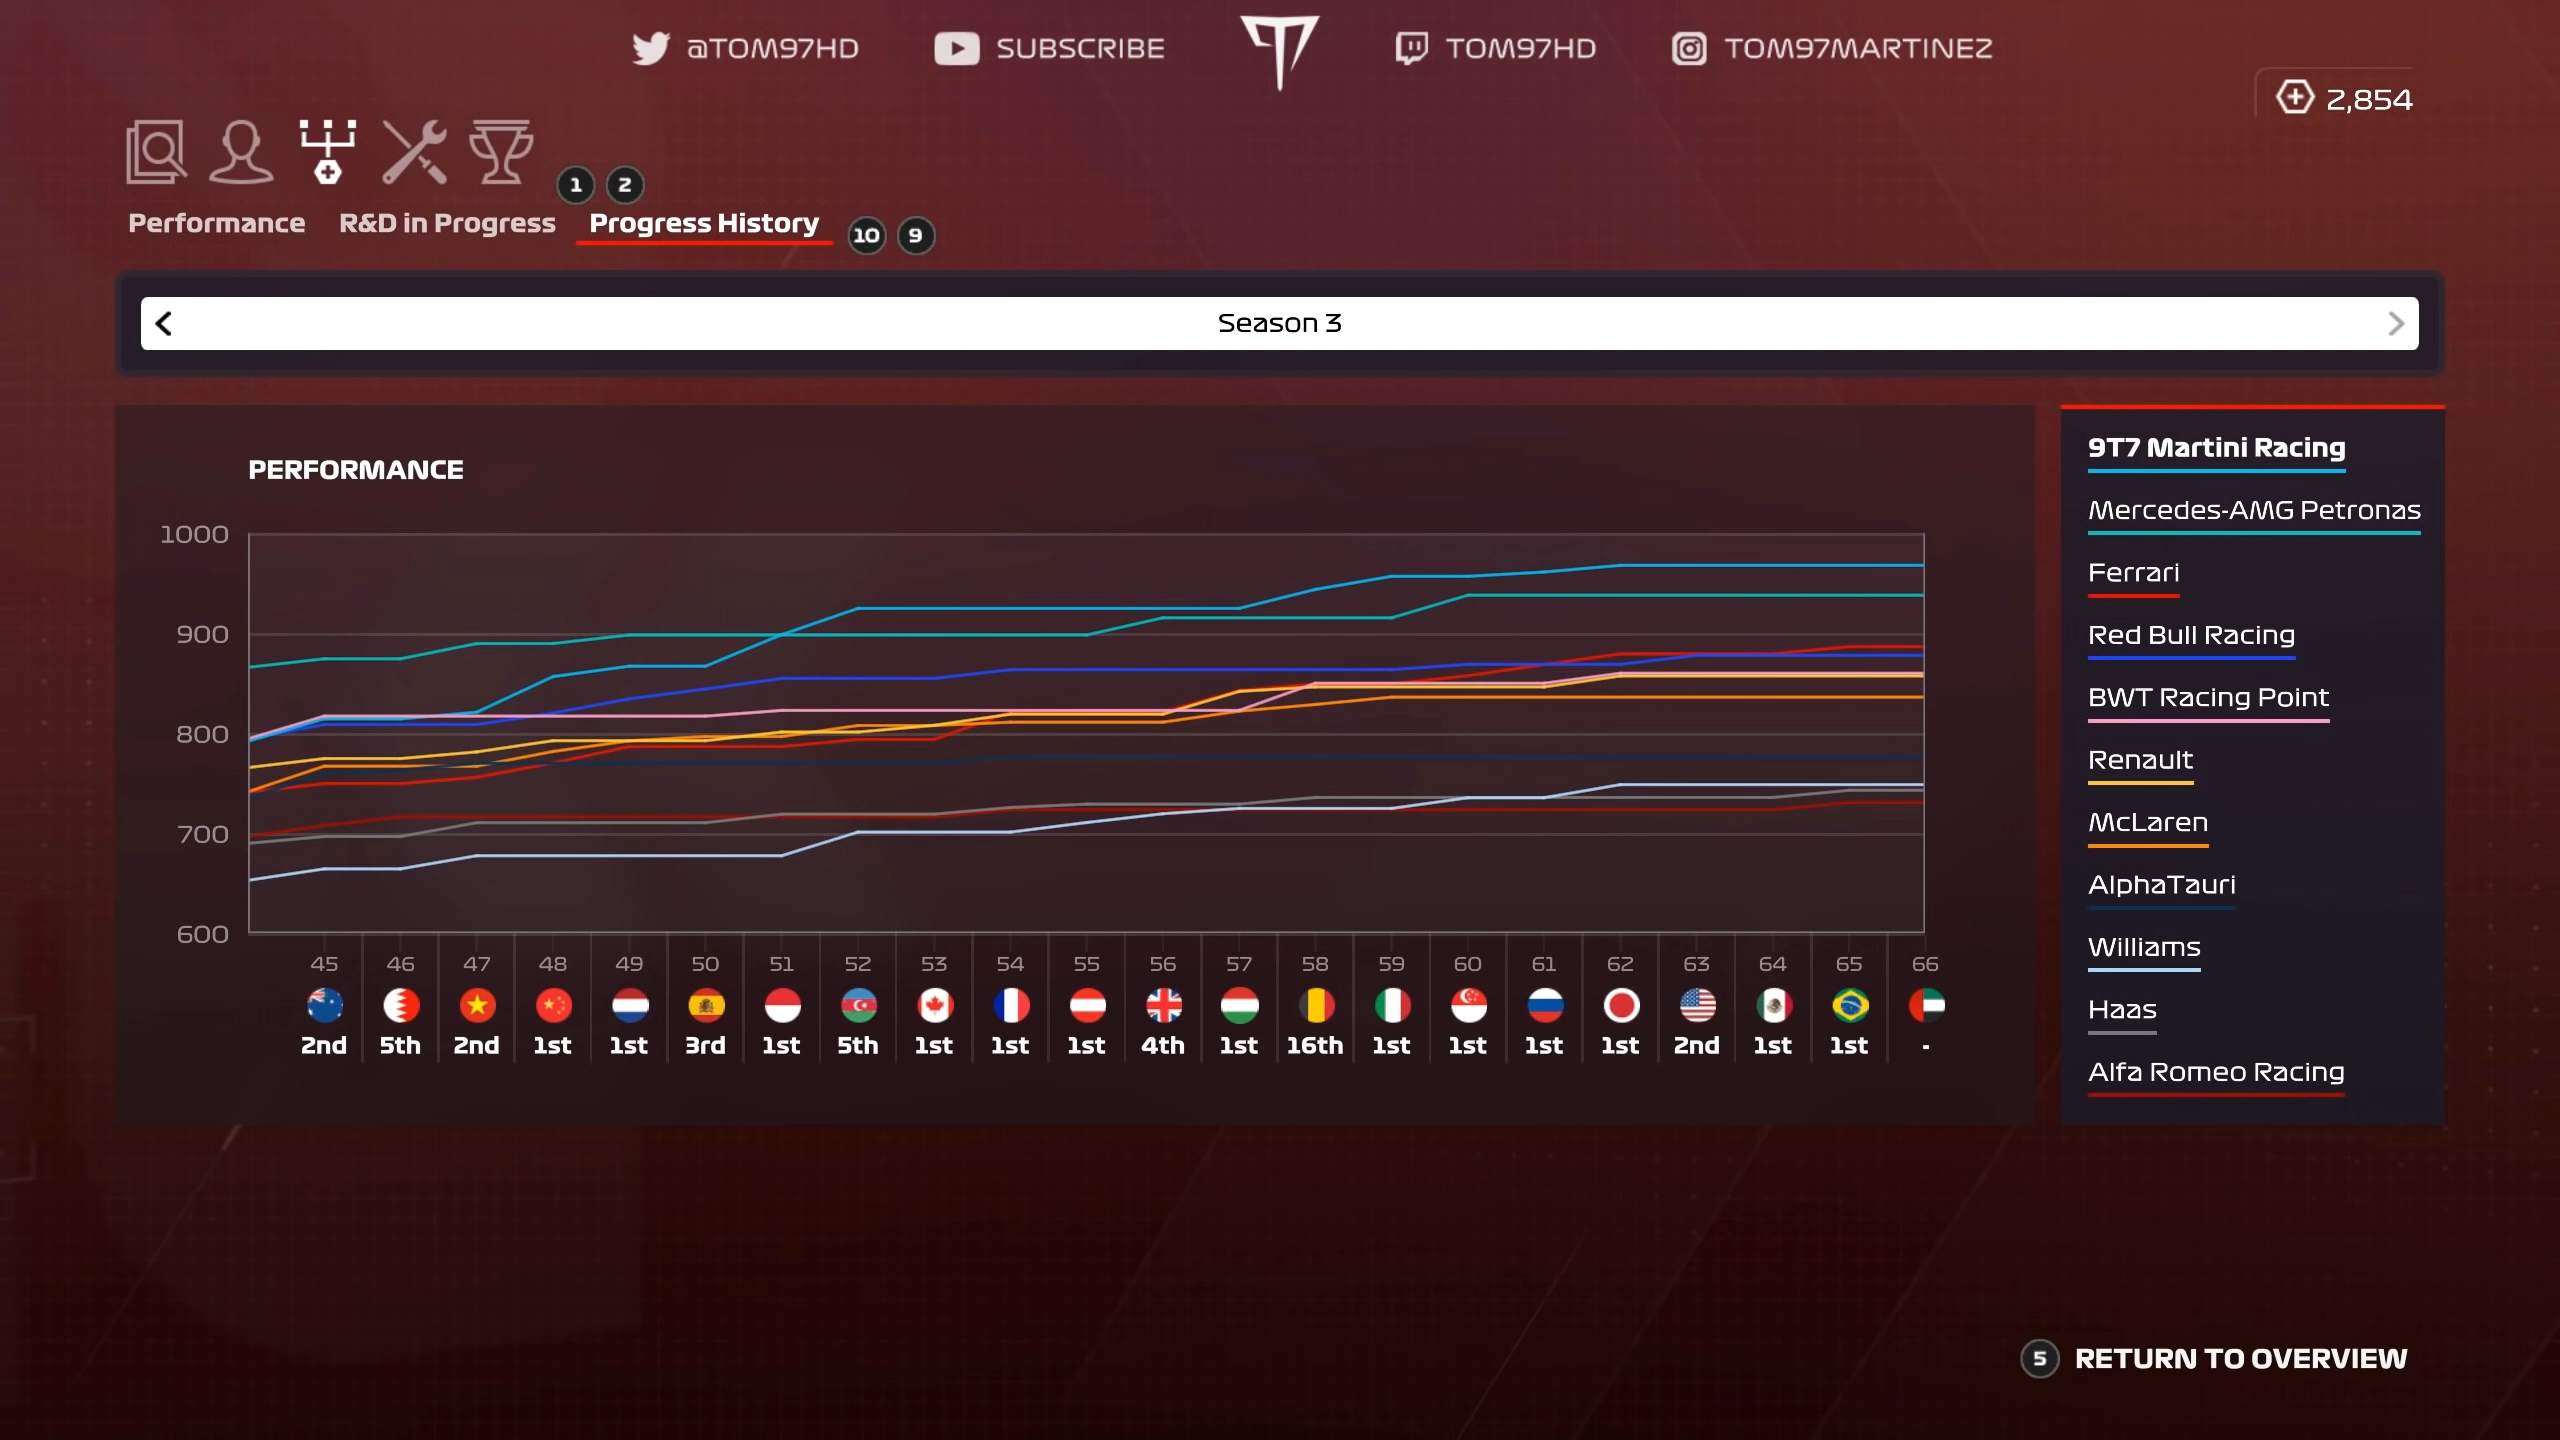 @TOM97HD SUBSCRIBE TOM97HD TOM97MARTINEZ
2,854
1 2
Performance R&D in Progress Progress History 10 9
Season 3
PERFORMANCE
1000
900
800
700
600
45 46 47 48 49 50 51 52 53 54 55 56 57 58 59 60 61 62 63 64 65 66
2nd 5th 2nd 1st 1st 3rd 1st 5th 1st 1st 1st 4th 1st 16th 1st 1st 1st 1st 2nd 1st 1st -
9T7 Martini Racing
Mercedes-AMG Petronas
Ferrari
Red Bull Racing
BWT Racing Point
Renault
McLaren
AlphaTauri
Williams
Haas
Alfa Romeo Racing
5 RETURN TO OVERVIEW